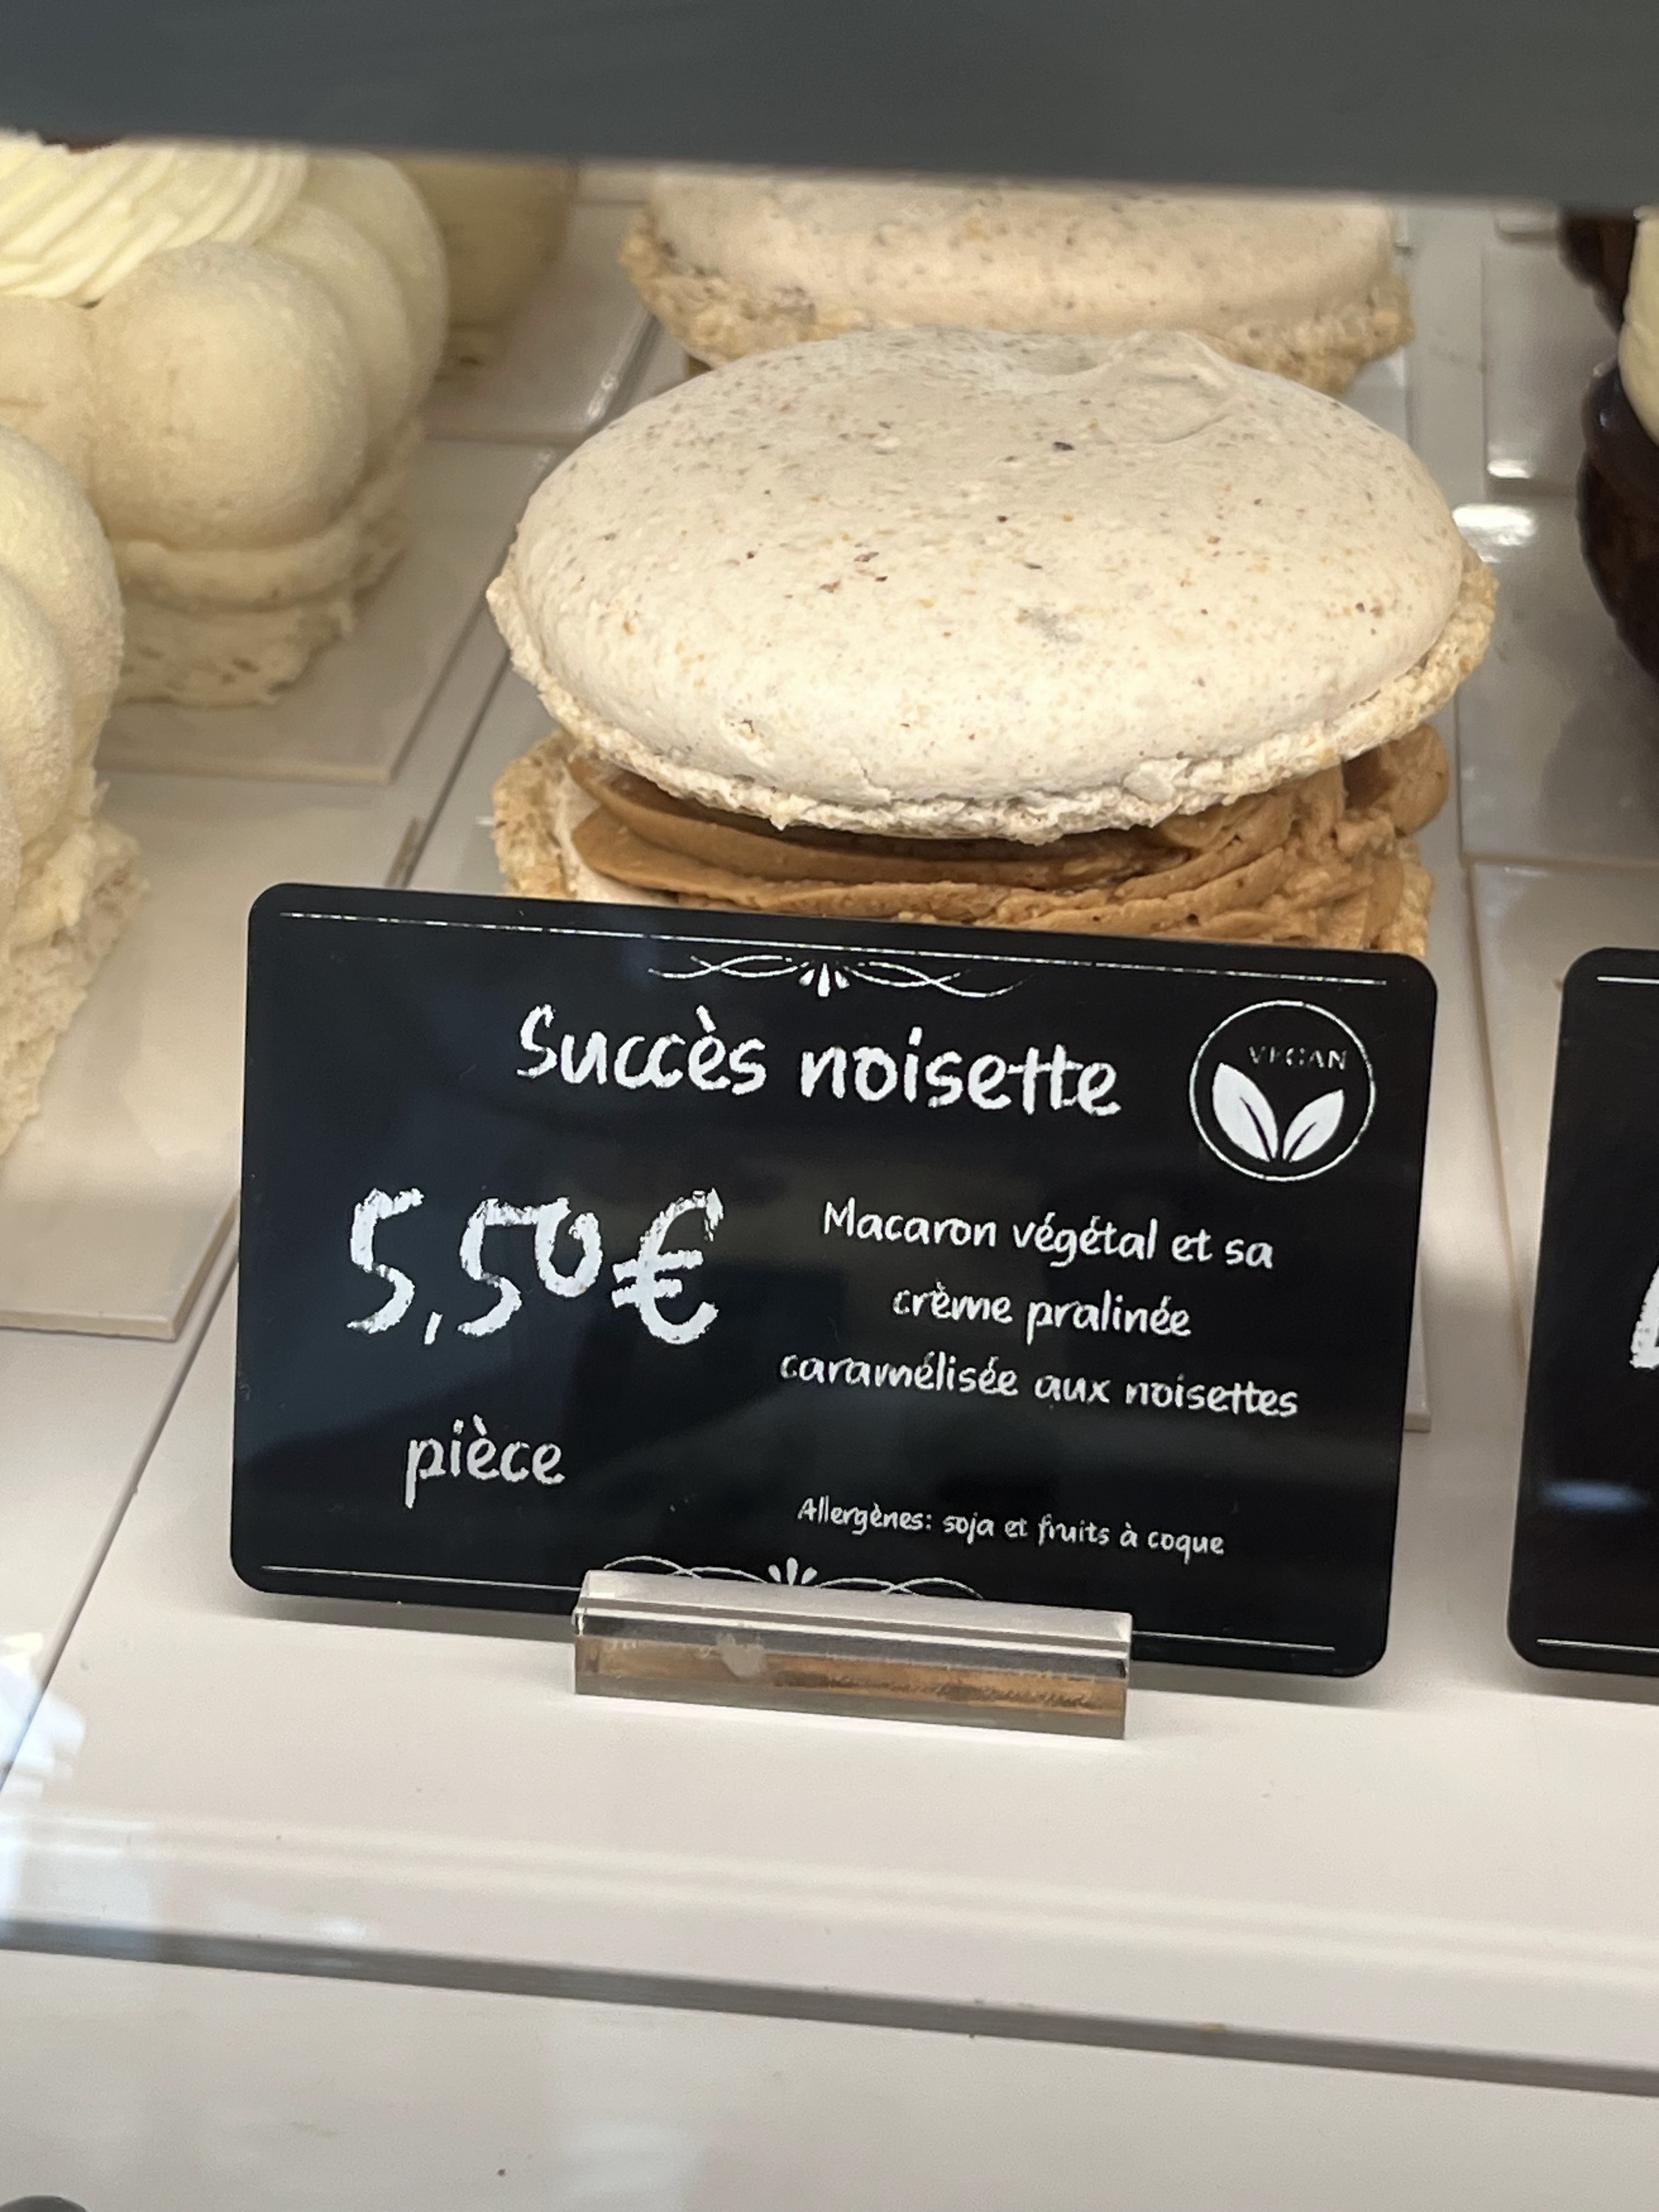 Succès noisette
VEGAN
5,50€
pièce
Macaron végétal et sa
crème pralinée
caramélisée aux noisettes
Allergènes: soja et fruits à coque